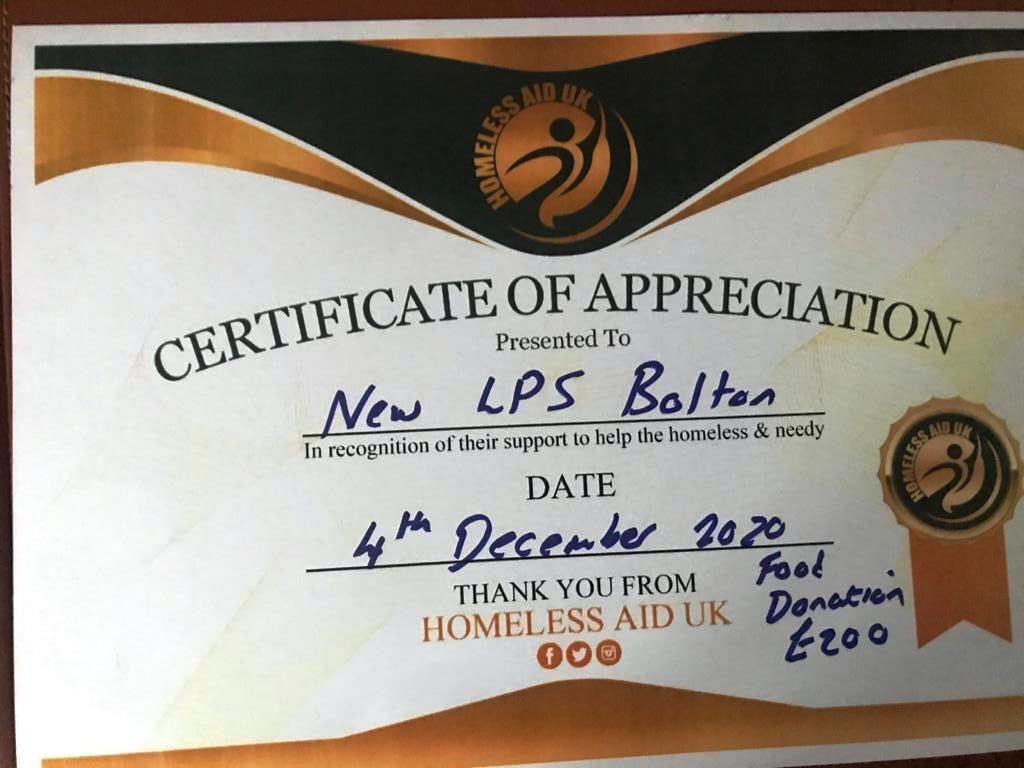 HOMELESS AID UK
CERTIFICATE OF APPRECIATION
Presented To
New LPS Bolton
In recognition of their support to help the homeless & needy
HOMELESS AID UK
DATE
4th December 2020
THANK YOU FROM
HOMELESS AID UK
Food
Donation
£200